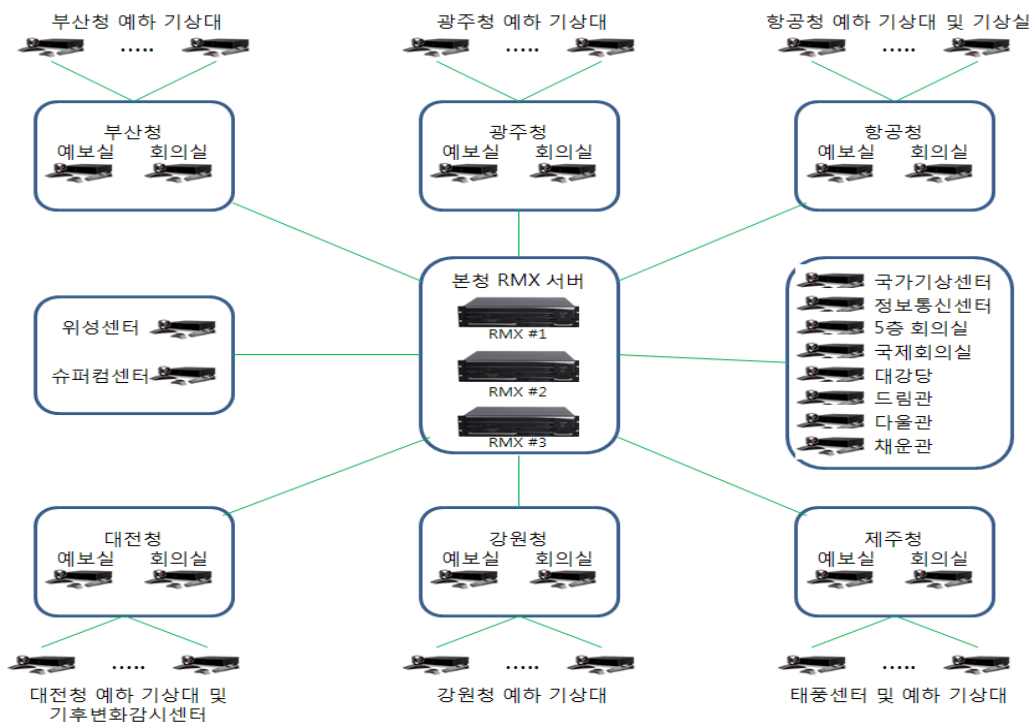 부산청 예하 기상대
광주청 예하 기상대
항공청 예하 기상대 및 기상실
.....
.....
.....
부산청
예보실 회의실
광주청
예보실 회의실
항공청
예보실 회의실
위성센터
슈퍼컴센터
본청 RMX 서버
RMX #1
RMX #2
RMX #3
국가기상센터
정보통신센터
5층 회의실
국제회의실
대강당
드림관
다울관
채운관
대전청
예보실 회의실
강원청
예보실 회의실
제주청
예보실 회의실
.....
.....
.....
대전청 예하 기상대 및
기후변화감시센터
강원청 예하 기상대
태풍센터 및 예하 기상대